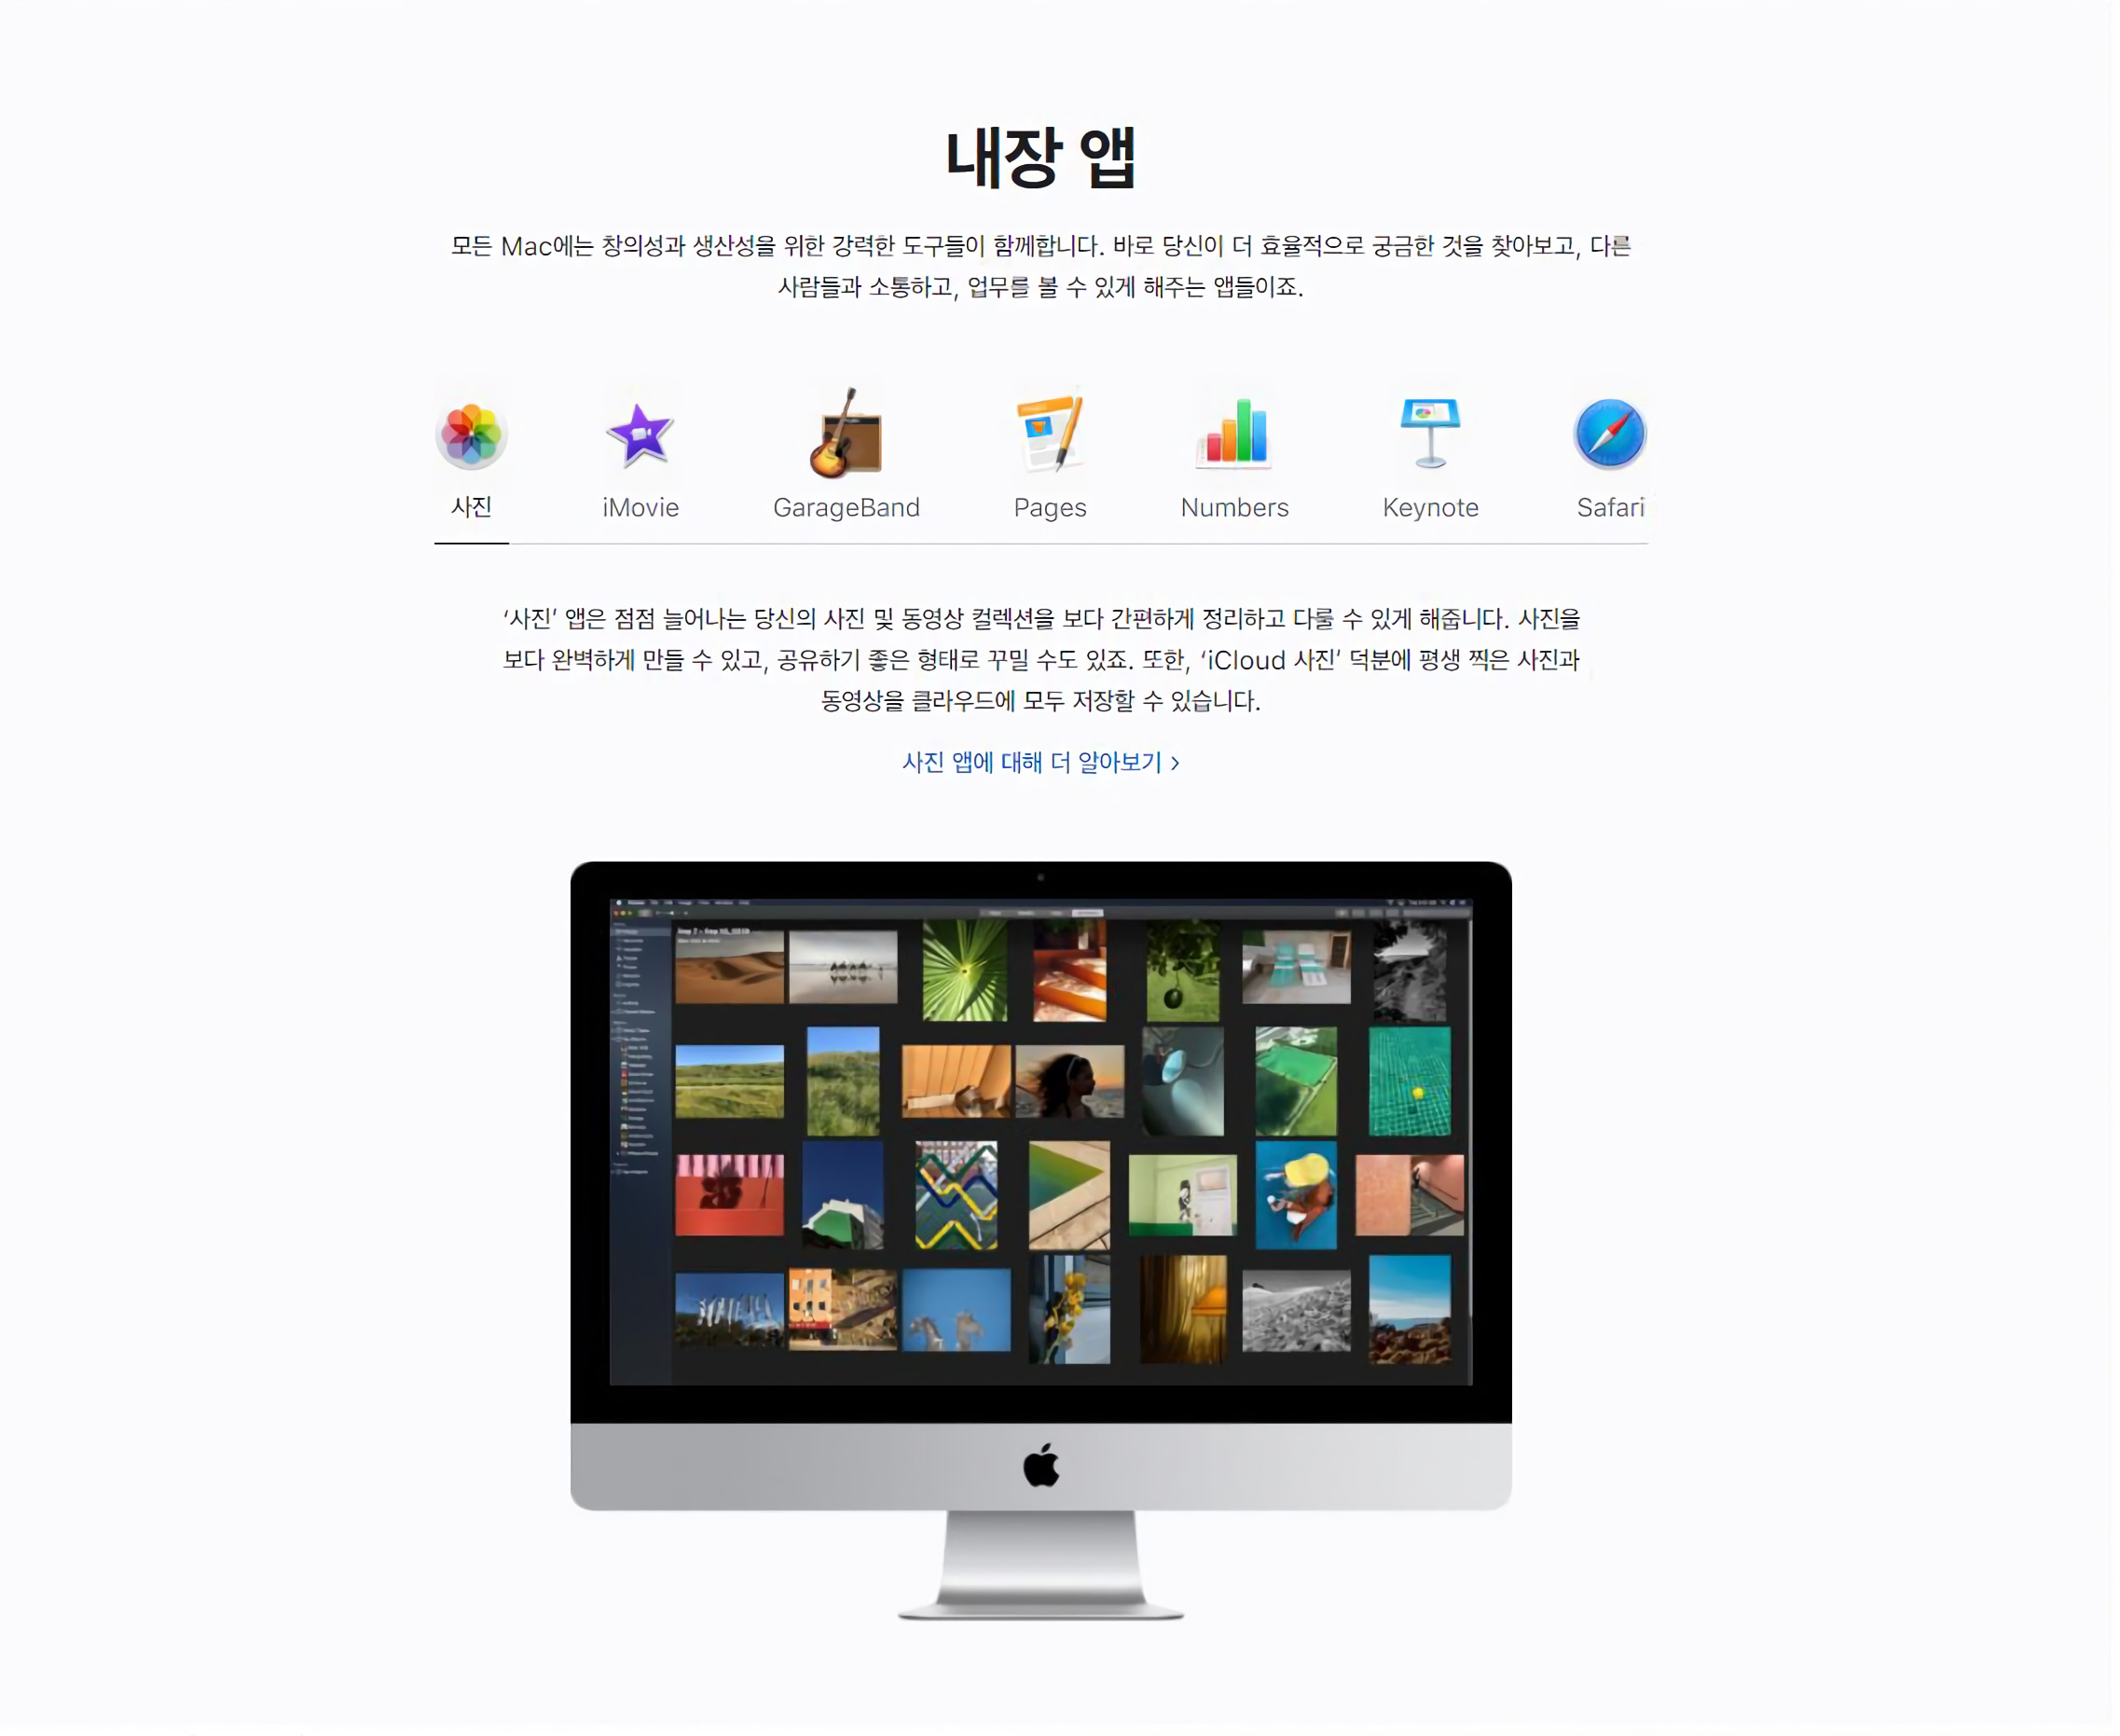 내장 앱
모든 Mac에는 창의성과 생산성을 위한 강력한 도구들이 함께합니다. 바로 당신이 더 효율적으로 궁금한 것을 찾아보고, 다른
사람들과 소통하고, 업무를 볼 수 있게 해주는 앱들이죠.
사진 iMovie GarageBand Pages Numbers Keynote Safari
‘사진’ 앱은 점점 늘어나는 당신의 사진 및 동영상 컬렉션을 보다 간편하게 정리하고 다룰 수 있게 해줍니다. 사진을
보다 완벽하게 만들 수 있고, 공유하기 좋은 형태로 꾸밀 수도 있죠. 또한, ‘iCloud 사진’ 덕분에 평생 찍은 사진과
동영상을 클라우드에 모두 저장할 수 있습니다.
사진 앱에 대해 더 알아보기 >